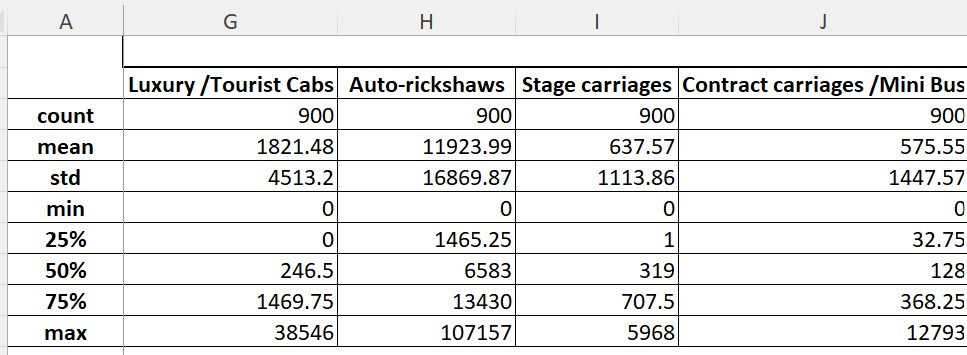 A G H I J
Luxury /Tourist Cabs Auto-rickshaws Stage carriages Contract carriages /Mini Bus
count 900 900 900 900
mean 1821.48 11923.99 637.57 575.55
std 4513.2 16869.87 1113.86 1447.57
min 0 0 0 0
25% 0 1465.25 1 32.75
50% 246.5 6583 319 128
75% 1469.75 13430 707.5 368.25
max 38546 107157 5968 12793